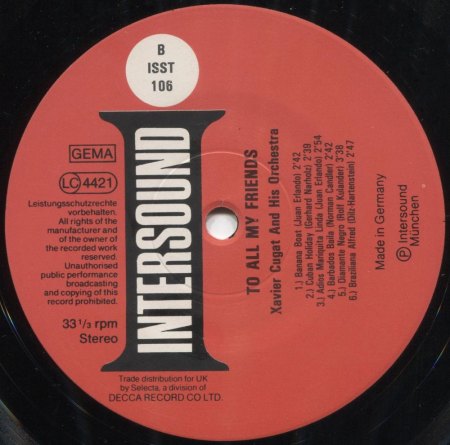 B
ISST
106
INTERSOUND
GEMA
LC 4421
Leistungsschutzrechte
vorbehalten.
All rights of the
manufacturer and
of the owner of
the recorded work
reserved.
Unauthorised
public performance
broadcasting
and copying of this
record prohibited.
33 1/3 rpm
Stereo
TO ALL MY FRIENDS
Xavier Cugat And His Orchestra
1.) Banana Boat (Juan Erlando) 2'42
2.) Cuban Holiday (Gerhard Narholz) 2'39
3.) Adios Mariquita Linda (Juan Erlando) 2'54
4.) Barbados Baila (Norman Candler) 2'42
5.) Diamante Negro (Rolf Kulander) 3'38
6.) Braziliana Alfred (Oliz Hartenstein) 2'47
Made in Germany
Ⓟ Intersound
München
Trade distribution for UK
by Selecta, a division of
DECCA RECORD CO LTD.